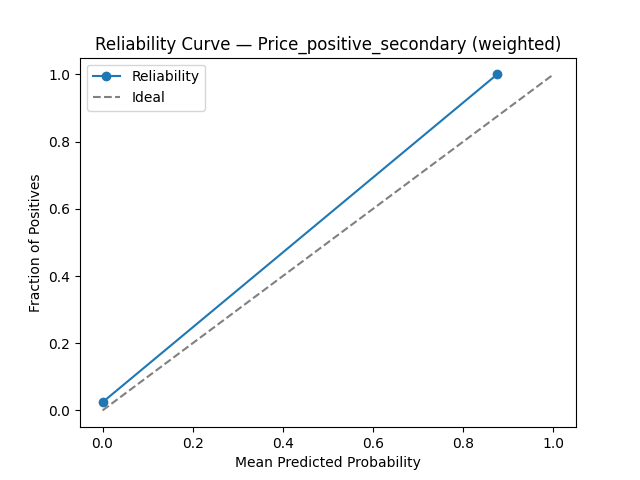 Reliability Curve — Price_positive_secondary (weighted)
Reliability
Ideal
Fraction of Positives
1.0
0.8
0.6
0.4
0.2
0.0
0.0 0.2 0.4 0.6 0.8 1.0
Mean Predicted Probability